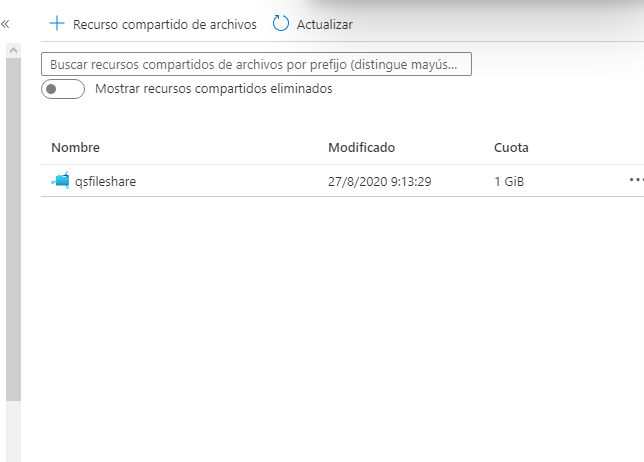 Recurso compartido de archivos Actualizar
Buscar recursos compartidos de archivos por prefijo (distingue mayús...
Mostrar recursos compartidos eliminados
Nombre Modificado Cuota
qsfileshare 27/8/2020 9:13:29 1 GiB